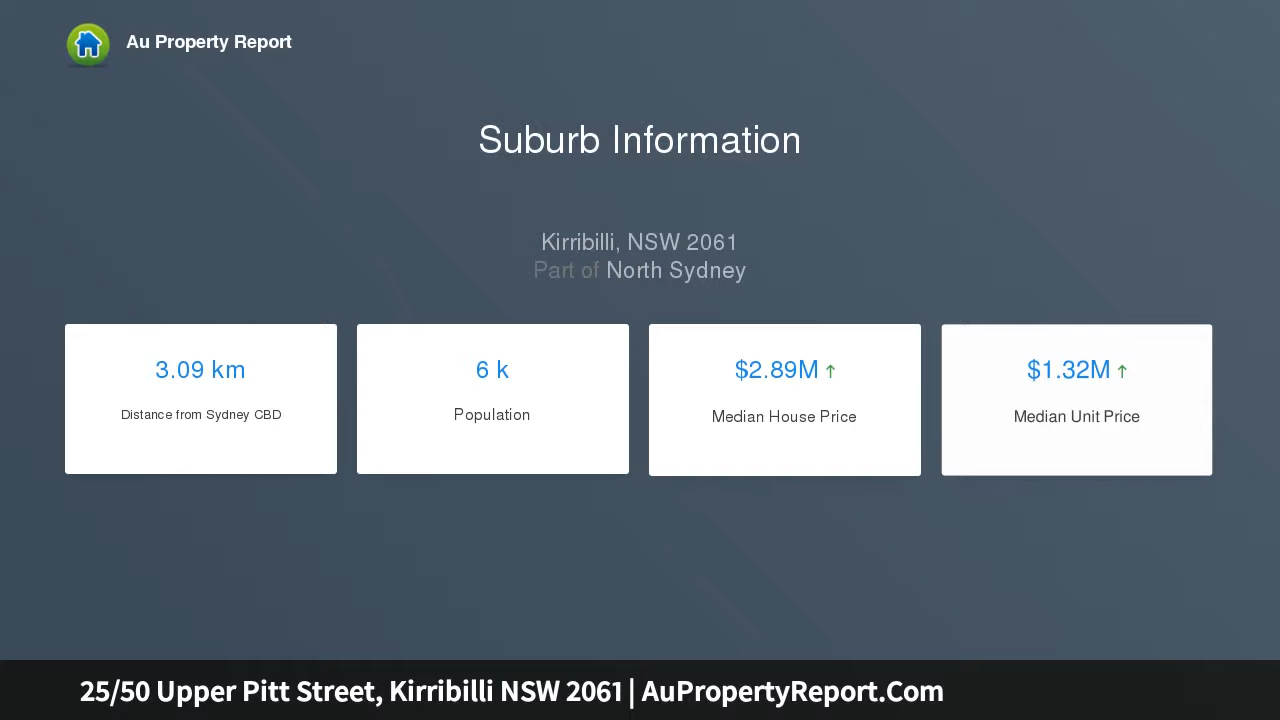 Au Property Report
Suburb Information
Kirribilli, NSW 2061
Part of North Sydney
3.09 km
Distance from Sydney CBD
6 k
Population
$2.89M ↑
Median House Price
$1.32M ↑
Median Unit Price
25/50 Upper Pitt Street, Kirribilli NSW 2061 | AuPropertyReport.Com